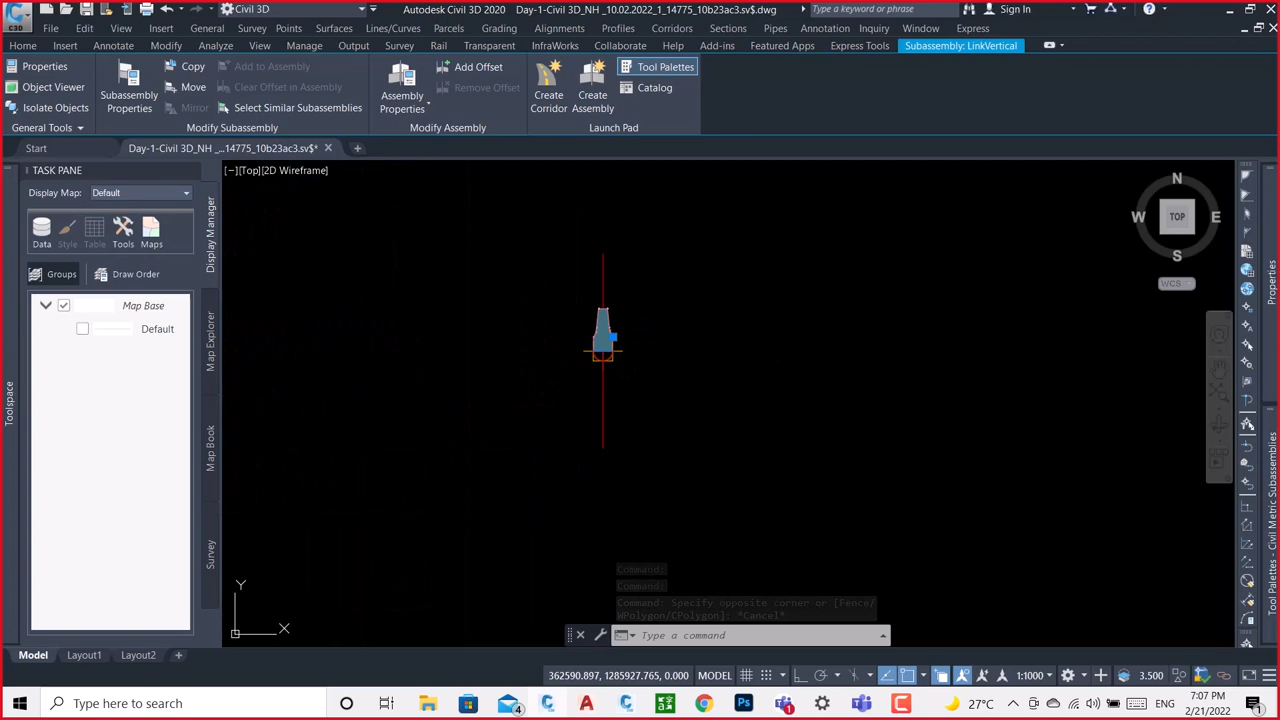 Civil 3D
Autodesk Civil 3D 2020 Day-1-Civil 3D_NH _10.02.2022_1_14775_10b23ac3.sv$.dwg
Type a keyword or phrase
Sign In
C3D
File Edit View Insert General Survey Points Surfaces Lines/Curves Parcels Grading Alignments Profiles Corridors Sections Pipes Annotation Inquiry Window Express
Home Insert Annotate Modify Analyze View Manage Output Survey Rail Transparent InfraWorks Collaborate Help Add-ins Featured Apps Express Tools Subassembly: LinkVertical
Properties
Object Viewer
Isolate Objects
General Tools
Subassembly
Properties
Copy
Move
Mirror
Add to Assembly
Clear Offset in Assembly
Select Similar Subassemblies
Modify Subassembly
Assembly
Properties
Add Offset
Remove Offset
Modify Assembly
Create
Corridor
Create
Assembly
Tool Palettes
Catalog
Launch Pad
Start
Day-1-Civil 3D_NH _...14775_10b23ac3.sv$*
TASK PANE
Display Map: Default
Data Style Table Tools Maps
Groups Draw Order
Map Base
Default
Display Manager
Map Explorer
Map Book
Survey
Toolspace
[−][Top][2D Wireframe]
N
W TOP E
S
WCS
Properties
Tool Palettes - Civil Metric Subassemblies
Y
X
Command:
Command:
Command: Specify opposite corner or [Fence/
WPolygon/CPolygon]: *Cancel*
Type a command
Model Layout1 Layout2
362590.897, 1285927.765, 0.000 MODEL 1:1000 3.500
Type here to search
4
1
27°C
ENG
7:07 PM
2/21/2022
1